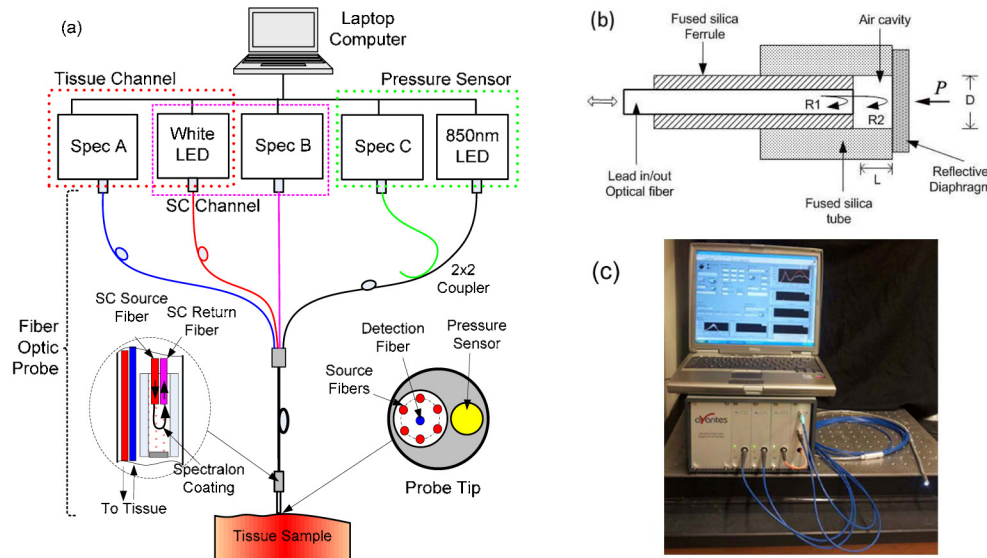 (a)
Laptop
Computer
Tissue Channel
Pressure Sensor
Spec A
White
LED
Spec B
Spec C
850nm
LED
SC Channel
2x2
Coupler
SC Source
Fiber
SC Return
Fiber
Fiber
Optic
Probe
Detection
Fiber
Pressure
Sensor
Source
Fibers
Spectralon
Coating
To Tissue
Probe Tip
Tissue Sample
(b)
Fused silica
Ferrule
Air cavity
R1
R2
P
D
L
Lead in/out
Optical fiber
Fused silica
tube
Reflective
Diaphragm
(c)